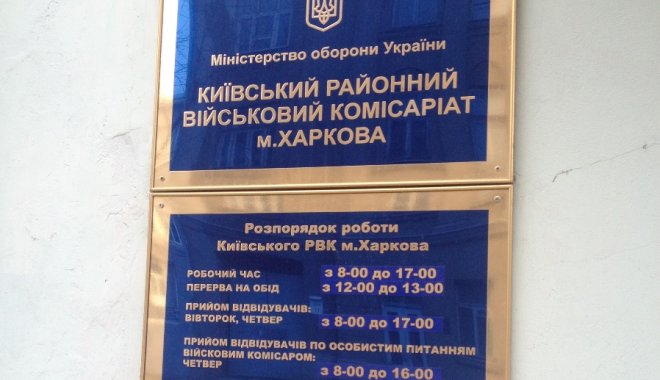 Міністерство оборони України
КИЇВСЬКИЙ РАЙОННИЙ
ВІЙСЬКОВИЙ КОМІСАРІАТ
м.ХАРКОВА
Розпорядок роботи
Київського РВК м.Харкова
РОБОЧИЙ ЧАС з 8-00 до 17-00
ПЕРЕРВА НА ОБІД з 12-00 до 13-00
ПРИЙОМ ВІДВІДУВАЧІВ:
ВІВТОРОК, ЧЕТВЕР з 8-00 до 17-00
ПРИЙОМ ВІДВІДУВАЧІВ ПО ОСОБИСТИМ ПИТАННЯМ
ВІЙСКОВИМ КОМІСАРОМ:
ЧЕТВЕР з 8-00 до 16-00